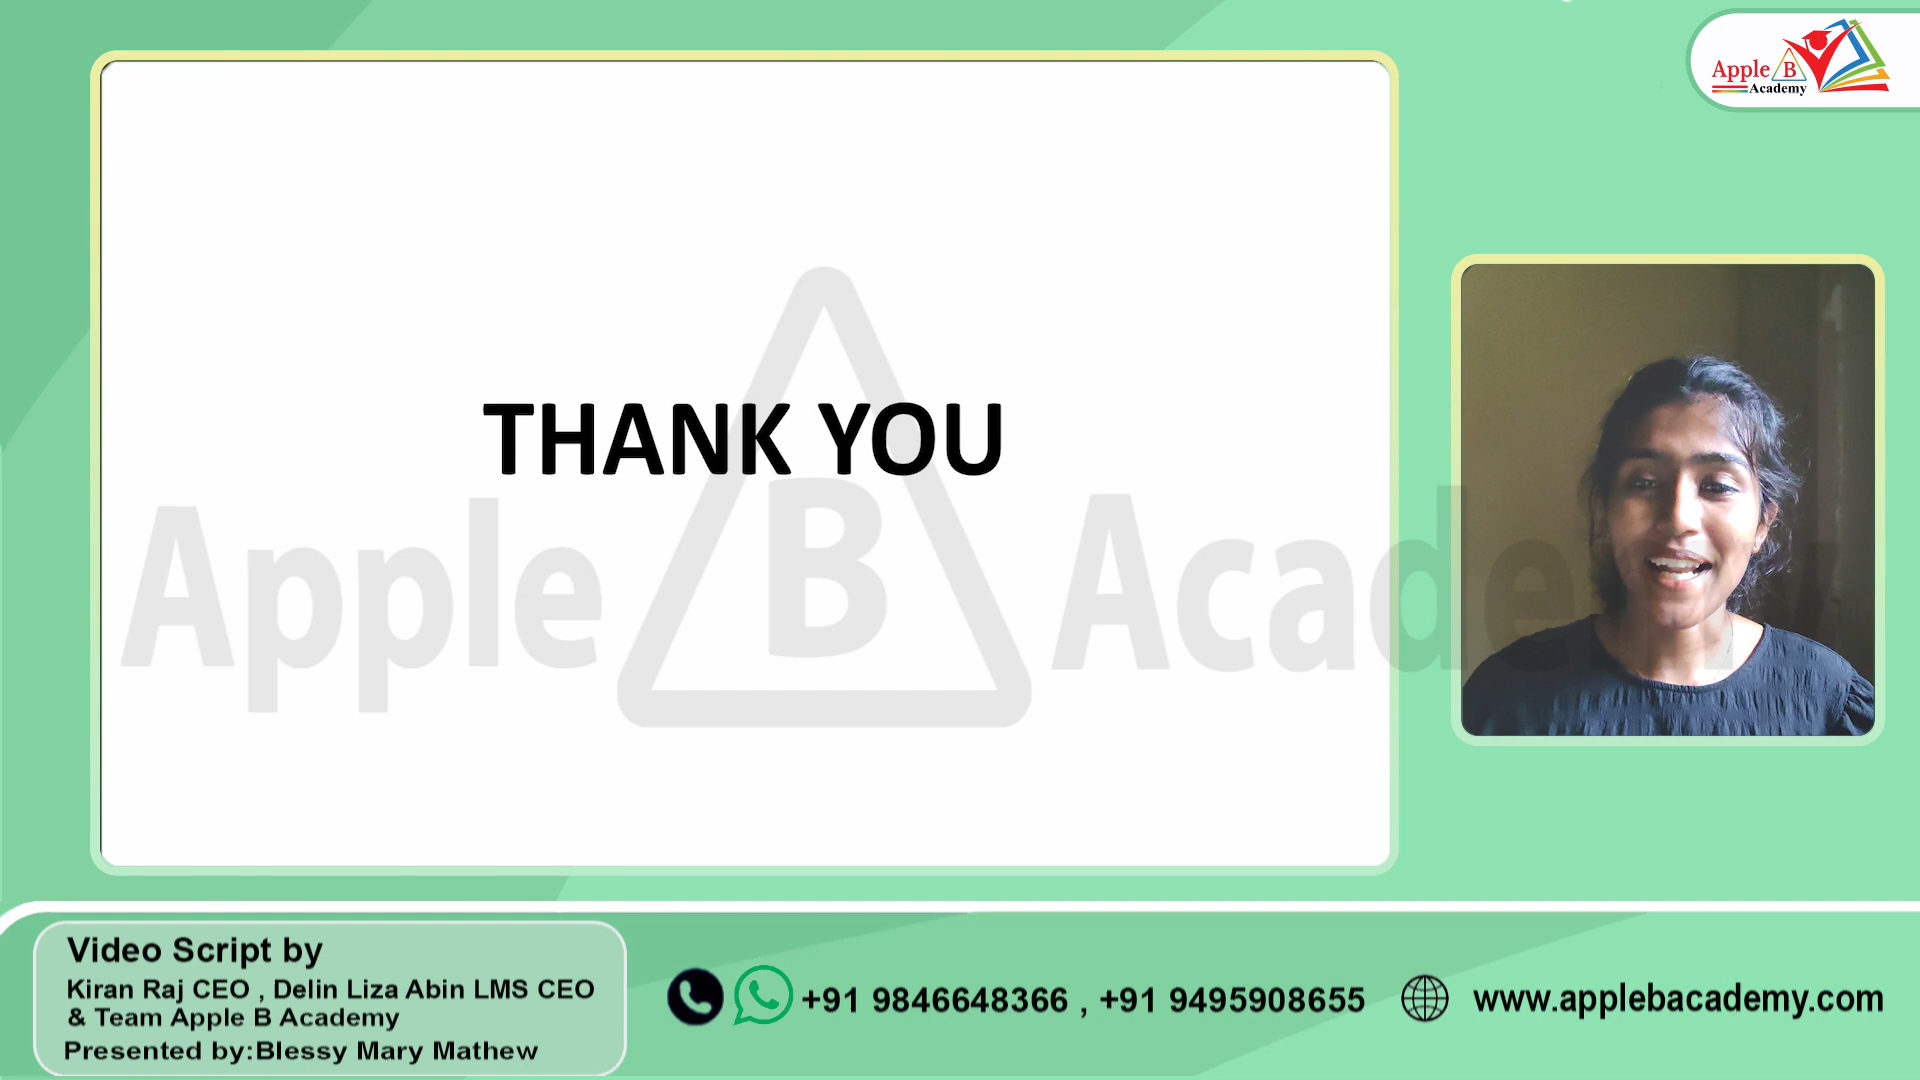 Apple B
Academy
THANK YOU
Apple B Academy
Video Script by
Kiran Raj CEO , Delin Liza Abin LMS CEO
& Team Apple B Academy
Presented by:Blessy Mary Mathew
+91 9846648366 , +91 9495908655
www.applebacademy.com